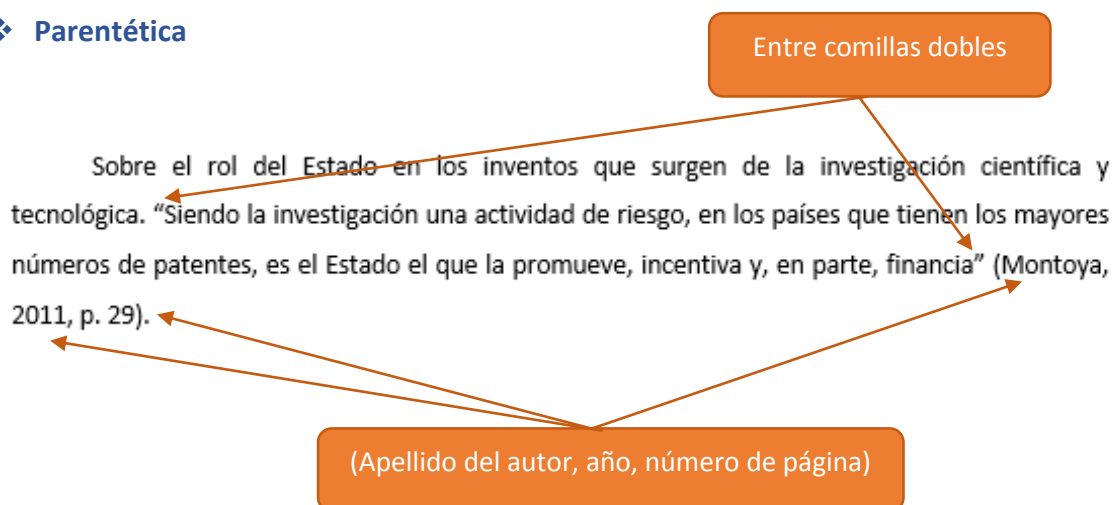 Parentética
Entre comillas dobles
Sobre el rol del Estado en los inventos que surgen de la investigación científica y
tecnológica. “Siendo la investigación una actividad de riesgo, en los países que tienen los mayores
números de patentes, es el Estado el que la promueve, incentiva y, en parte, financia” (Montoya,
2011, p. 29).
(Apellido del autor, año, número de página)